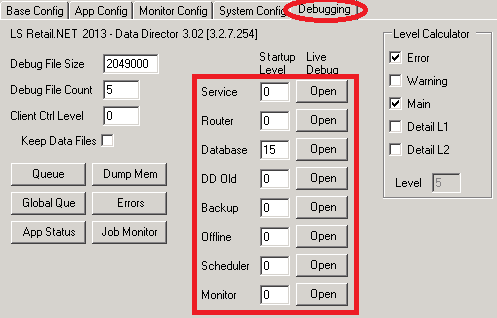 Base Config App Config Monitor Config System Config Debugging
LS Retail.NET 2013 - Data Director 3.02 [3.2.7.254]
Debug File Size 2049000
Debug File Count 5
Client Ctrl Level 0
Keep Data Files
Queue Dump Mem
Global Que Errors
App Status Job Monitor
Startup Level Live Debug
Service 0 Open
Router 0 Open
Database 15 Open
DD Old 0 Open
Backup 0 Open
Offline 0 Open
Scheduler 0 Open
Monitor 0 Open
Level Calculator
Error
Warning
Main
Detail L1
Detail L2
Level 5